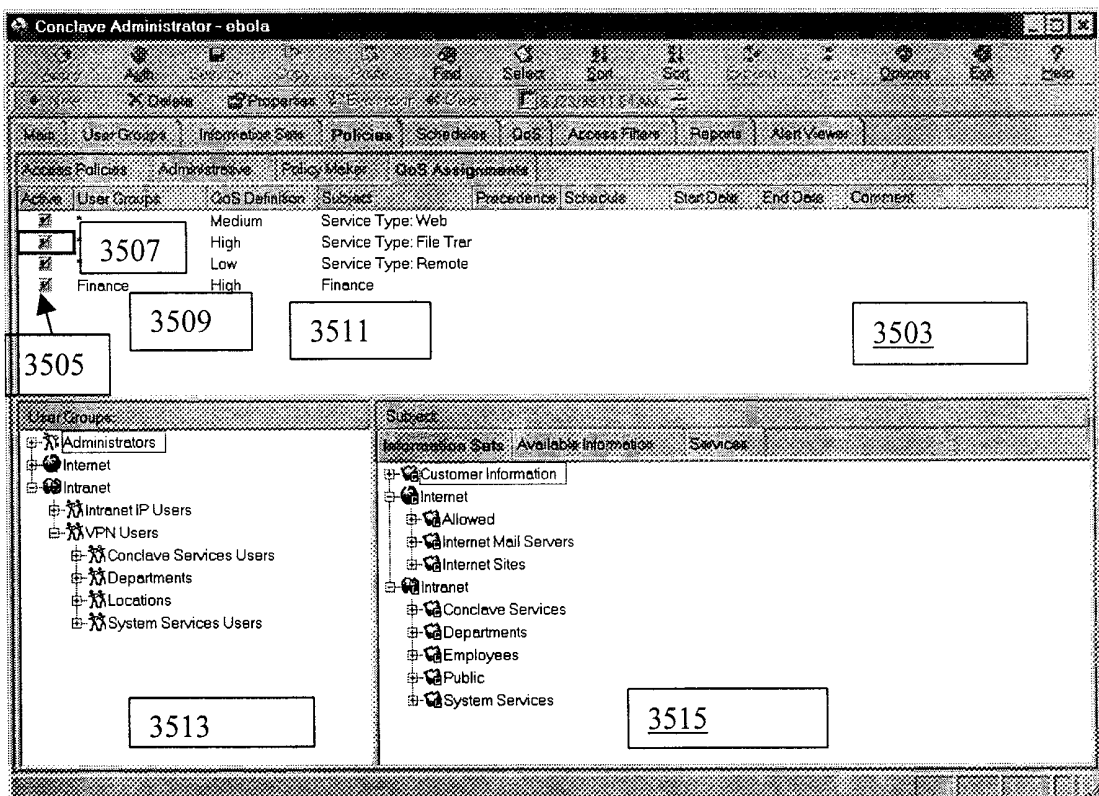 Conclave Administrator - ebola
Auth Find Select Sort Sort Options Exit Help
Delete Properties
Main User Groups Information Sets Policies Schedules QoS Access Filters Reports Alert Viewer
Access Policies Administrative Policy Maker QoS Assignments
Active User Groups QoS Definition Subject Precedence Schedule Start Date End Date Comment
Medium Service Type: Web
High Service Type: File Trar
Low Service Type: Remote
Finance High Finance
3507
3509
3511
3503
3505
User Groups:
Administrators
Internet
Intranet
Intranet IP Users
VPN Users
Conclave Services Users
Departments
Locations
System Services Users
3513
Subject:
Information Sets Available Information Services
Customer Information
Internet
Allowed
Internet Mail Servers
Internet Sites
Intranet
Conclave Services
Departments
Employees
Public
System Services
3515